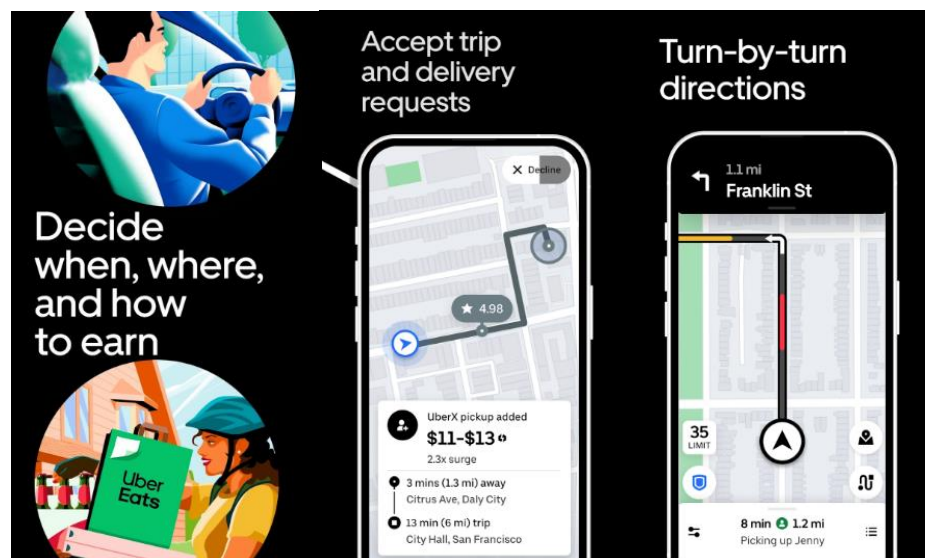 Decide
when, where,
and how
to earn
Uber
Eats
Accept trip
and delivery
requests
X Decline
★ 4.98
UberX pickup added
$11-$13
2.3x surge
3 mins (1.3 mi) away
Citrus Ave, Daly City
13 min (6 mi) trip
City Hall, San Francisco
Turn-by-turn
directions
1.1 mi
Franklin St
35
LIMIT
8 min 1.2 mi
Picking up Jenny